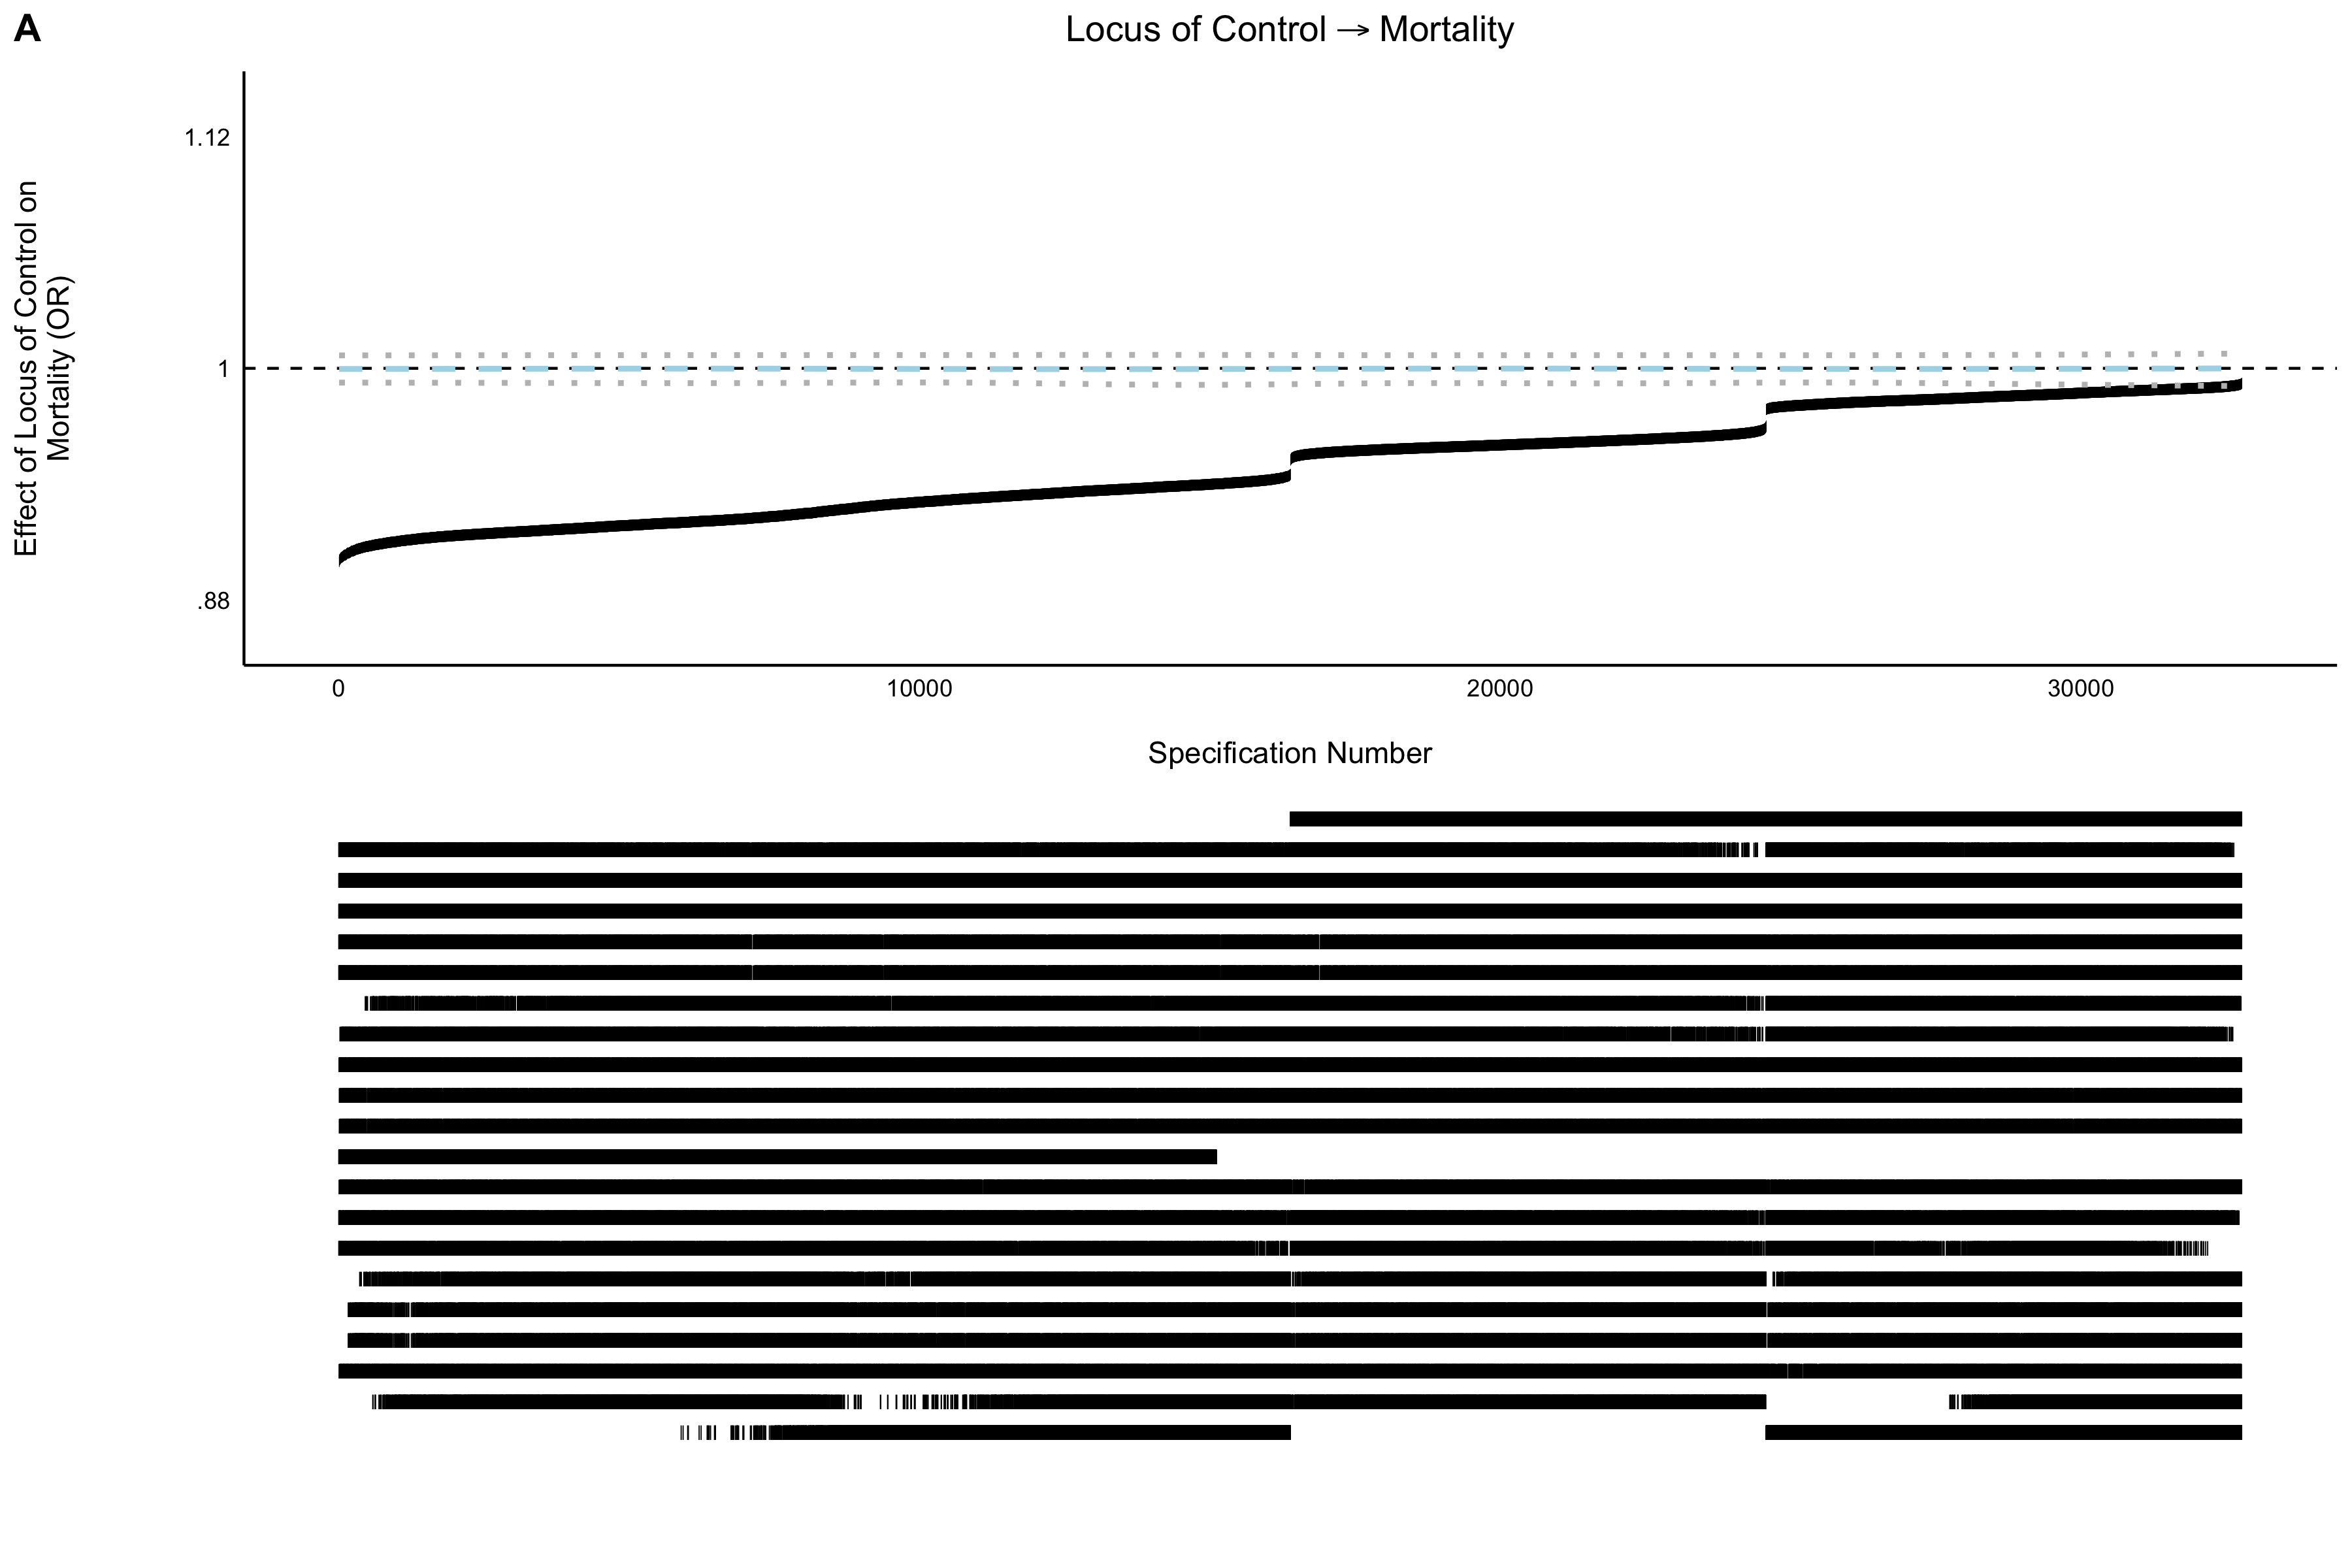 A
Locus of Control → Mortality
Effect of Locus of Control on
Mortality (OR)
1.12
1
.88
0 10000 20000 30000
Specification Number